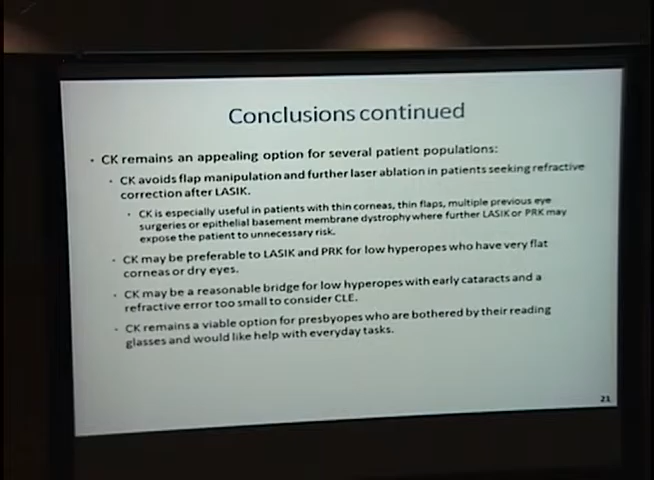 Conclusions continued
• CK remains an appealing option for several patient populations:
• CK avoids flap manipulation and further laser ablation in patients seeking refractive
correction after LASIK.
• CK is especially useful in patients with thin corneas, thin flaps, multiple previous eye
surgeries or epithelial basement membrane dystrophy where further LASIK or PRK may
expose the patient to unnecessary risk.
• CK may be preferable to LASIK and PRK for low hyperopes who have very flat
corneas or dry eyes.
• CK may be a reasonable bridge for low hyperopes with early cataracts and a
refractive error too small to consider CLE.
• CK remains a viable option for presbyopes who are bothered by their reading
glasses and would like help with everyday tasks.
21